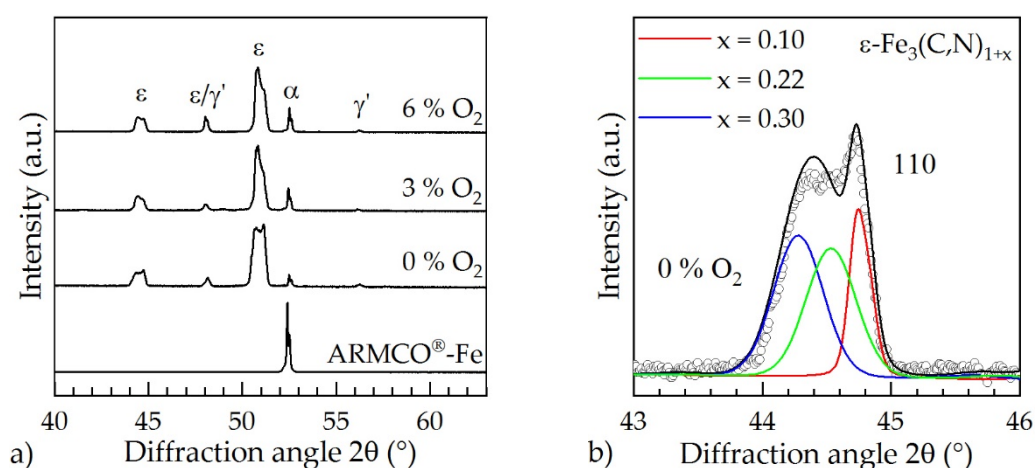 ε
ε/γ'
ε
α
γ'
6 % O₂
3 % O₂
0 % O₂
ARMCO®-Fe
Intensity (a.u.)
40 45 50 55 60
Diffraction angle 2θ (°)
a)
x = 0.10
x = 0.22
x = 0.30
ε-Fe₃(C,N)₁₊ₓ
110
0 % O₂
Intensity (a.u.)
43 44 45 46
Diffraction angle 2θ (°)
b)